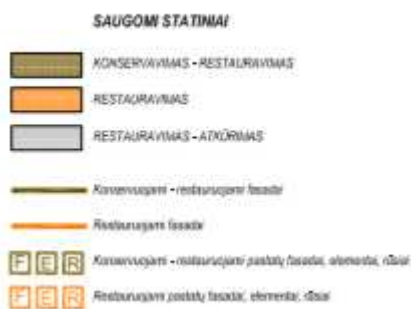 SAUGOMI STATINIAI
KONSERVAVIMAS - RESTAURAVIMAS
RESTAURAVIMAS
RESTAURAVIMAS - ATKŪRIMAS
Konservuojami - restauruojami fasadai
Restauruojami fasadai
F E R Konservuojami - restauruojami pastatų fasadai, elementai, rūsiai
F E R Restauruojami pastatų fasadai, elementai, rūsiai